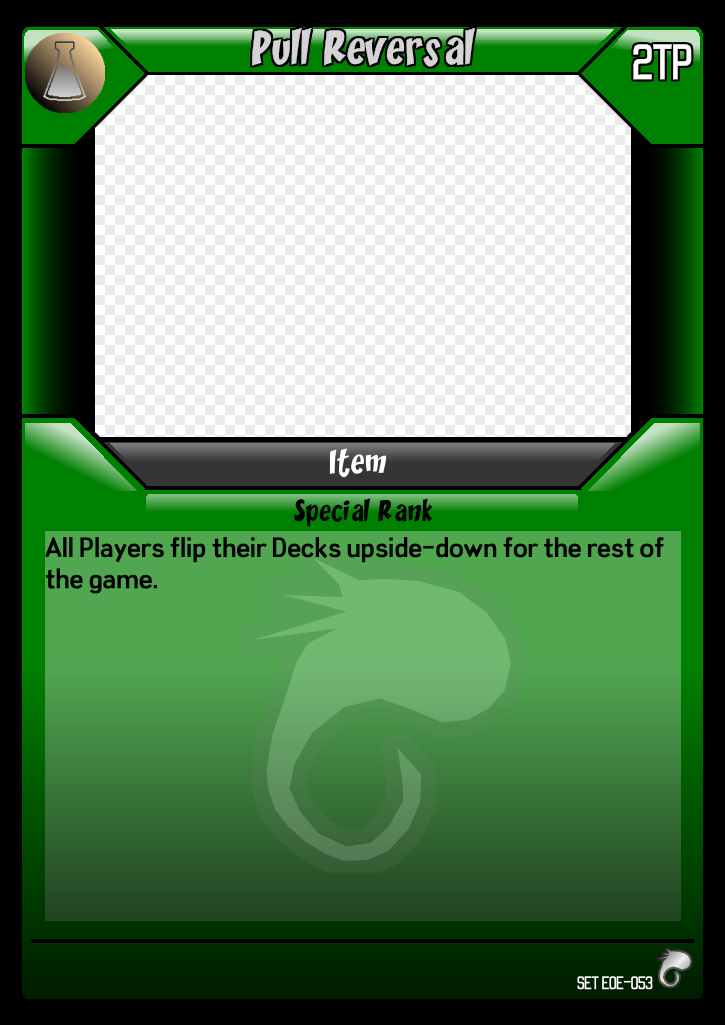 Pull Reversal
2TP
Item
Special Rank
All Players flip their Decks upside-down for the rest of
the game.
SET EOE-053